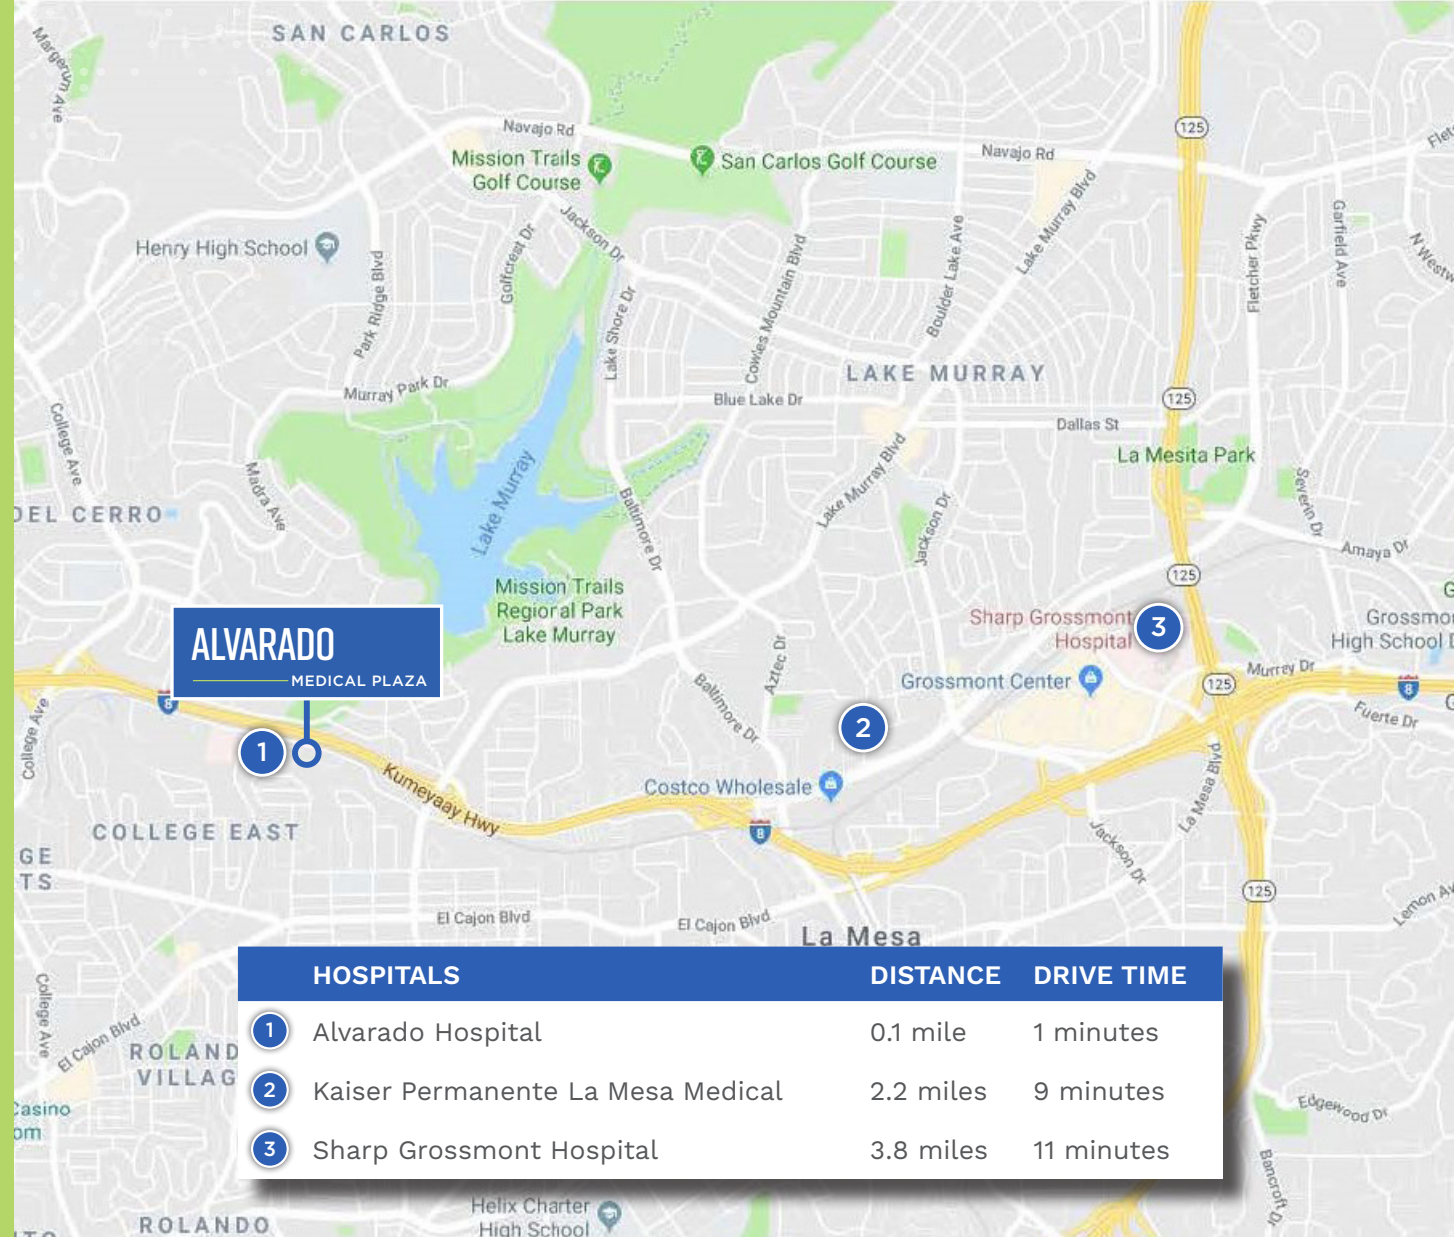 SAN CARLOS
Margerum Ave
Navajo Rd
125
Mission Trails
Golf Course
San Carlos Golf Course
Navajo Rd
Lake Murray Blvd
Jackson Dr
Golfcrest Dr
Henry High School
Park Ridge Blvd
Lake Shore Dr
Cowles Mountain Blvd
Boulder Lake Ave
Fletcher Pkwy
Garfield Ave
LAKE MURRAY
Murray Park Dr
Blue Lake Dr
125
Dallas St
La Mesita Park
College Ave
Madra Ave
Lake Murray
Baltimore Dr
Lake Murray Blvd
Jackson Dr
Severin Dr
DEL CERRO
Amaya Dr
125
Mission Trails
Regional Park
Lake Murray
Sharp Grossmont
Hospital
3
High School
ALVARADO
MEDICAL PLAZA
Aztec Dr
Grossmont Center
125
Murray Dr
8
8
Baltimore Dr
Fuerte Dr
College Ave
1
2
La Mesa Blvd
Kumeyaay Hwy
Costco Wholesale
8
COLLEGE EAST
Jackson Dr
GE
TS
125
El Cajon Blvd
El Cajon Blvd
La Mesa
HOSPITALS DISTANCE DRIVE TIME
1 Alvarado Hospital 0.1 mile 1 minutes
2 Kaiser Permanente La Mesa Medical 2.2 miles 9 minutes
3 Sharp Grossmont Hospital 3.8 miles 11 minutes
College Ave
El Cajon Blvd
ROLAND
VILLAG
Casino
om
Edgewood Dr
Bancroft Dr
Helix Charter
High School
ROLANDO